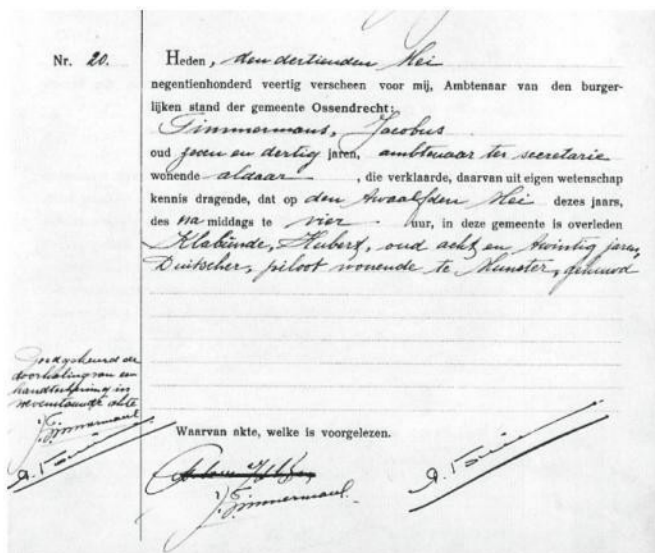 Nr. 20.
Heden, den dertienden Mei
negentienhonderd veertig verscheen voor mij, Ambtenaar van den burger-
lijken stand der gemeente Ossendrecht:
Timmermans, Jacobus
oud zeven en dertig jaren, ambtenaar ter secretarie
wonende aldaar , die verklaarde, daarvan uit eigen wetenschap
kennis dragende, dat op den twaalfden Mei dezes jaars,
des na middags te vier uur, in deze gemeente is overleden
Klabunde, Hubert, oud acht en twintig jaren,
Duitscher, piloot wonende te Munster, gehuwd
Goedgekeurd de
doorhaling van een
handteekening in
nevenstaande akte
J. Timmermans
Waarvan akte, welke is voorgelezen.
J. Timmermans.